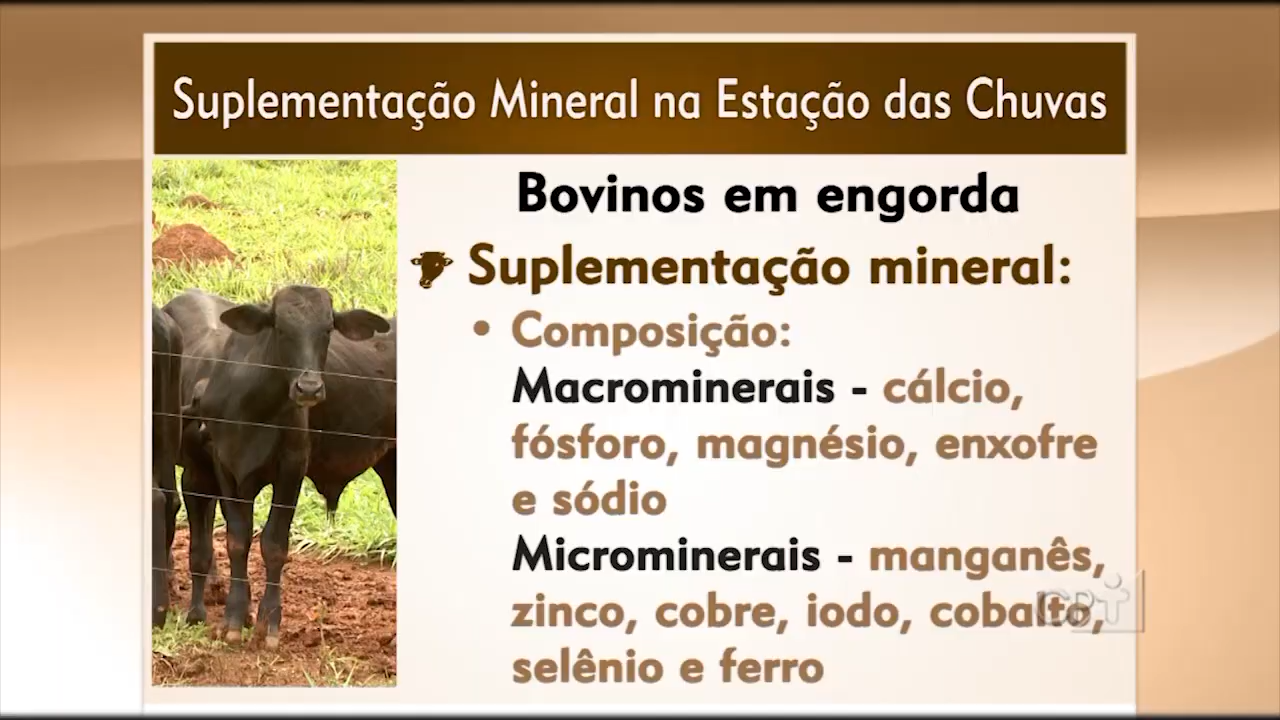 Suplementação Mineral na Estação das Chuvas
Bovinos em engorda
Suplementação mineral:
• Composição:
Macrominerais - cálcio,
fósforo, magnésio, enxofre
e sódio
Microminerais - manganês,
zinco, cobre, iodo, cobalto,
selênio e ferro
CPT